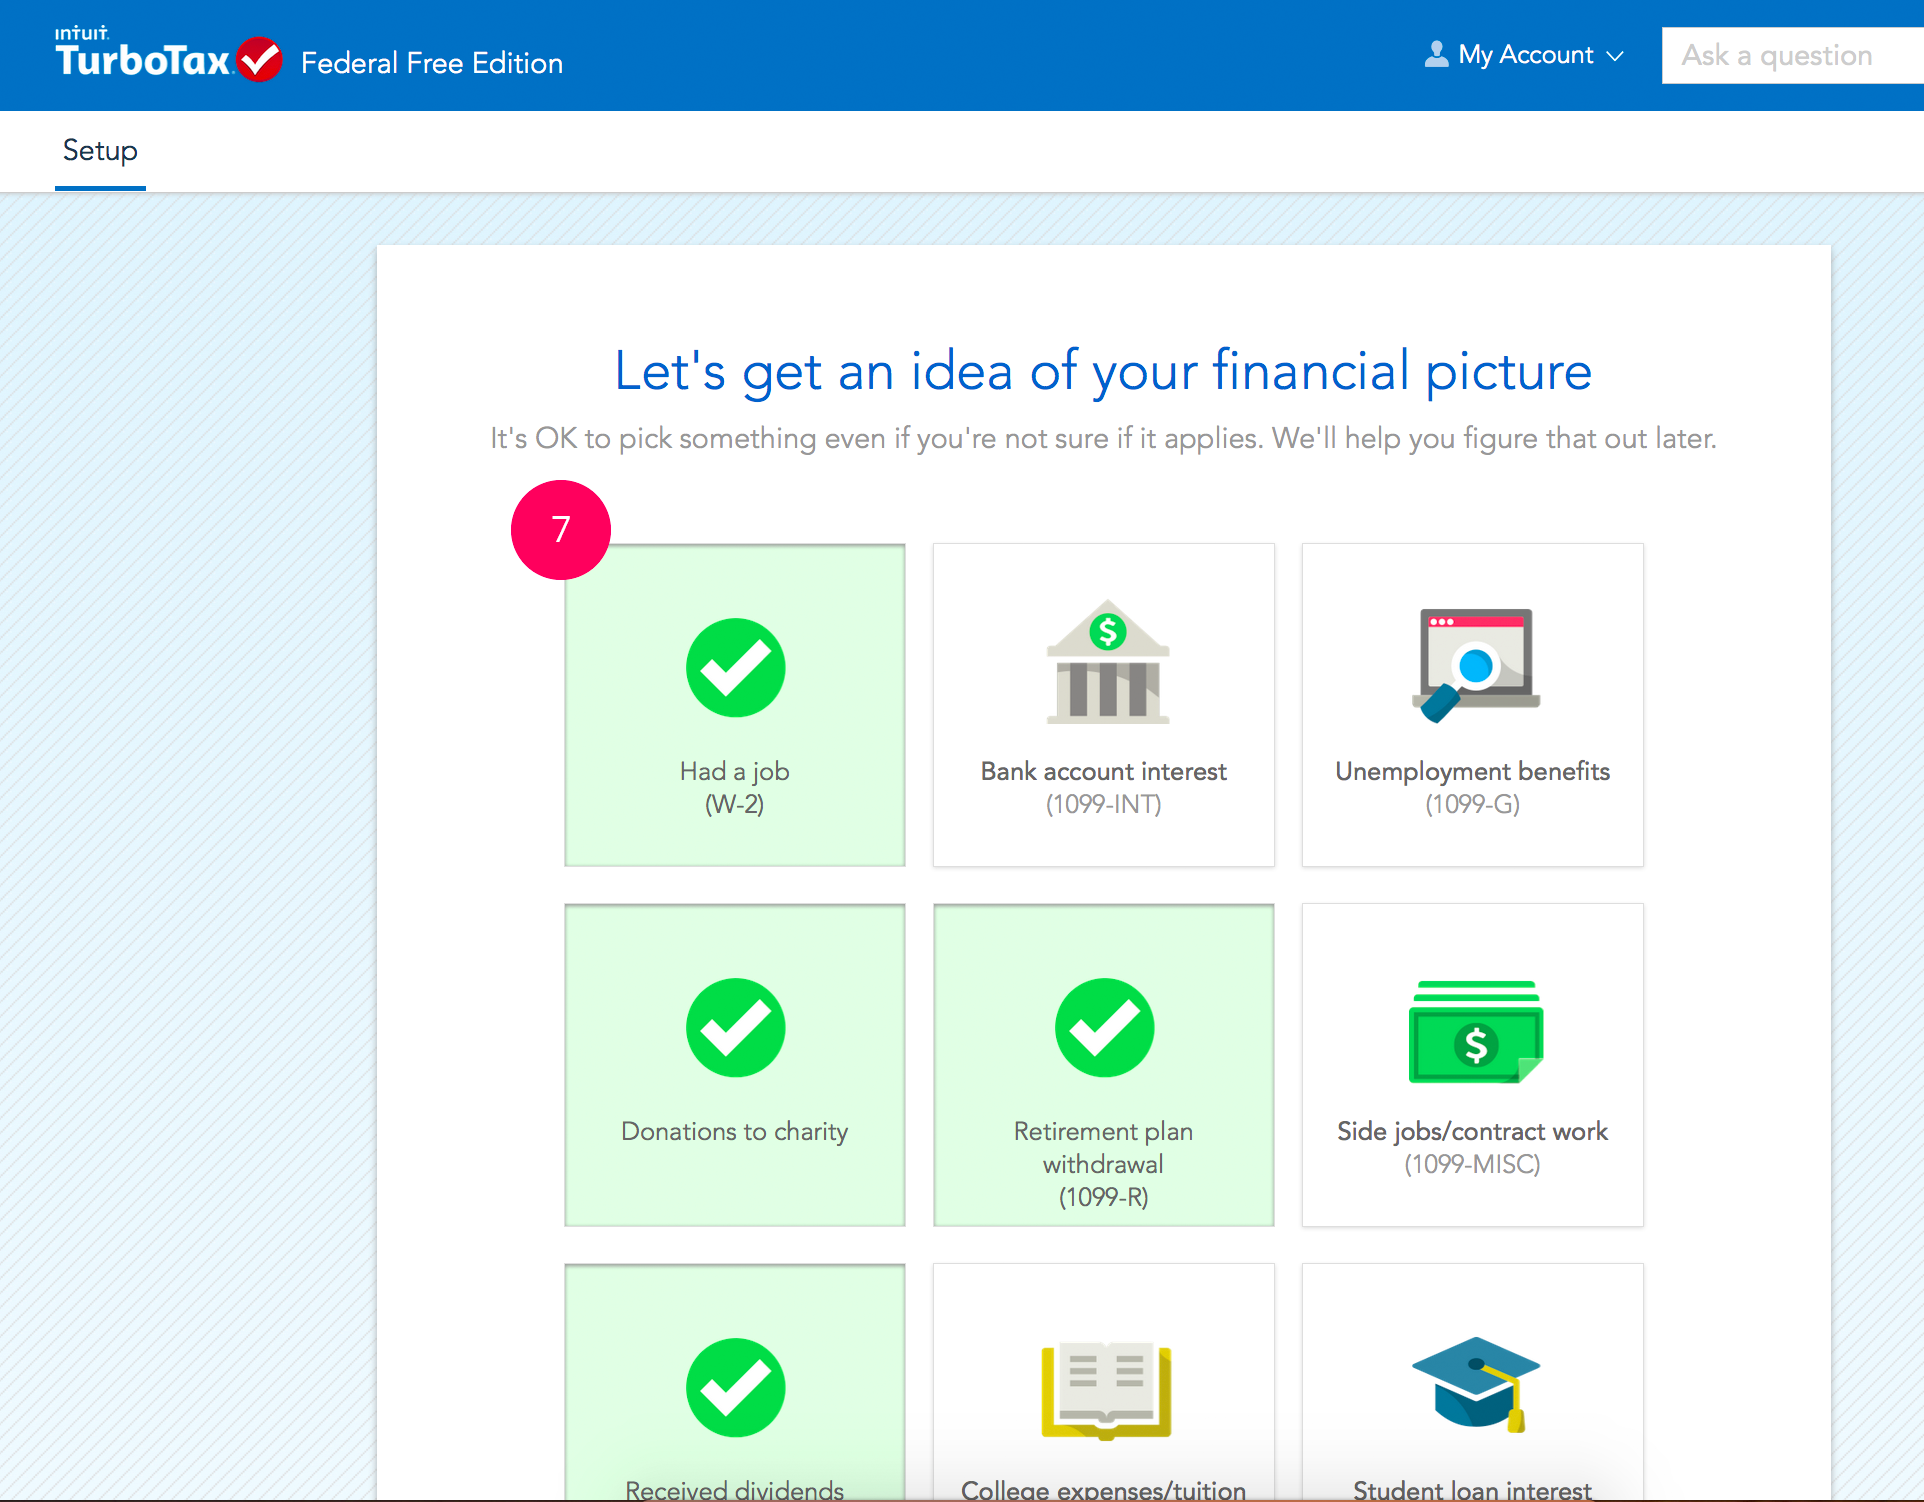 INTUIT
TurboTax
Federal Free Edition
My Account
Ask a question
Setup
Let's get an idea of your financial picture
It's OK to pick something even if you're not sure if it applies. We'll help you figure that out later.
7
Had a job
(W-2)
$
Bank account interest
(1099-INT)
Unemployment benefits
(1099-G)
Donations to charity
Retirement plan
withdrawal
(1099-R)
$
Side jobs/contract work
(1099-MISC)
Received dividends
College expenses/tuition
Student loan interest